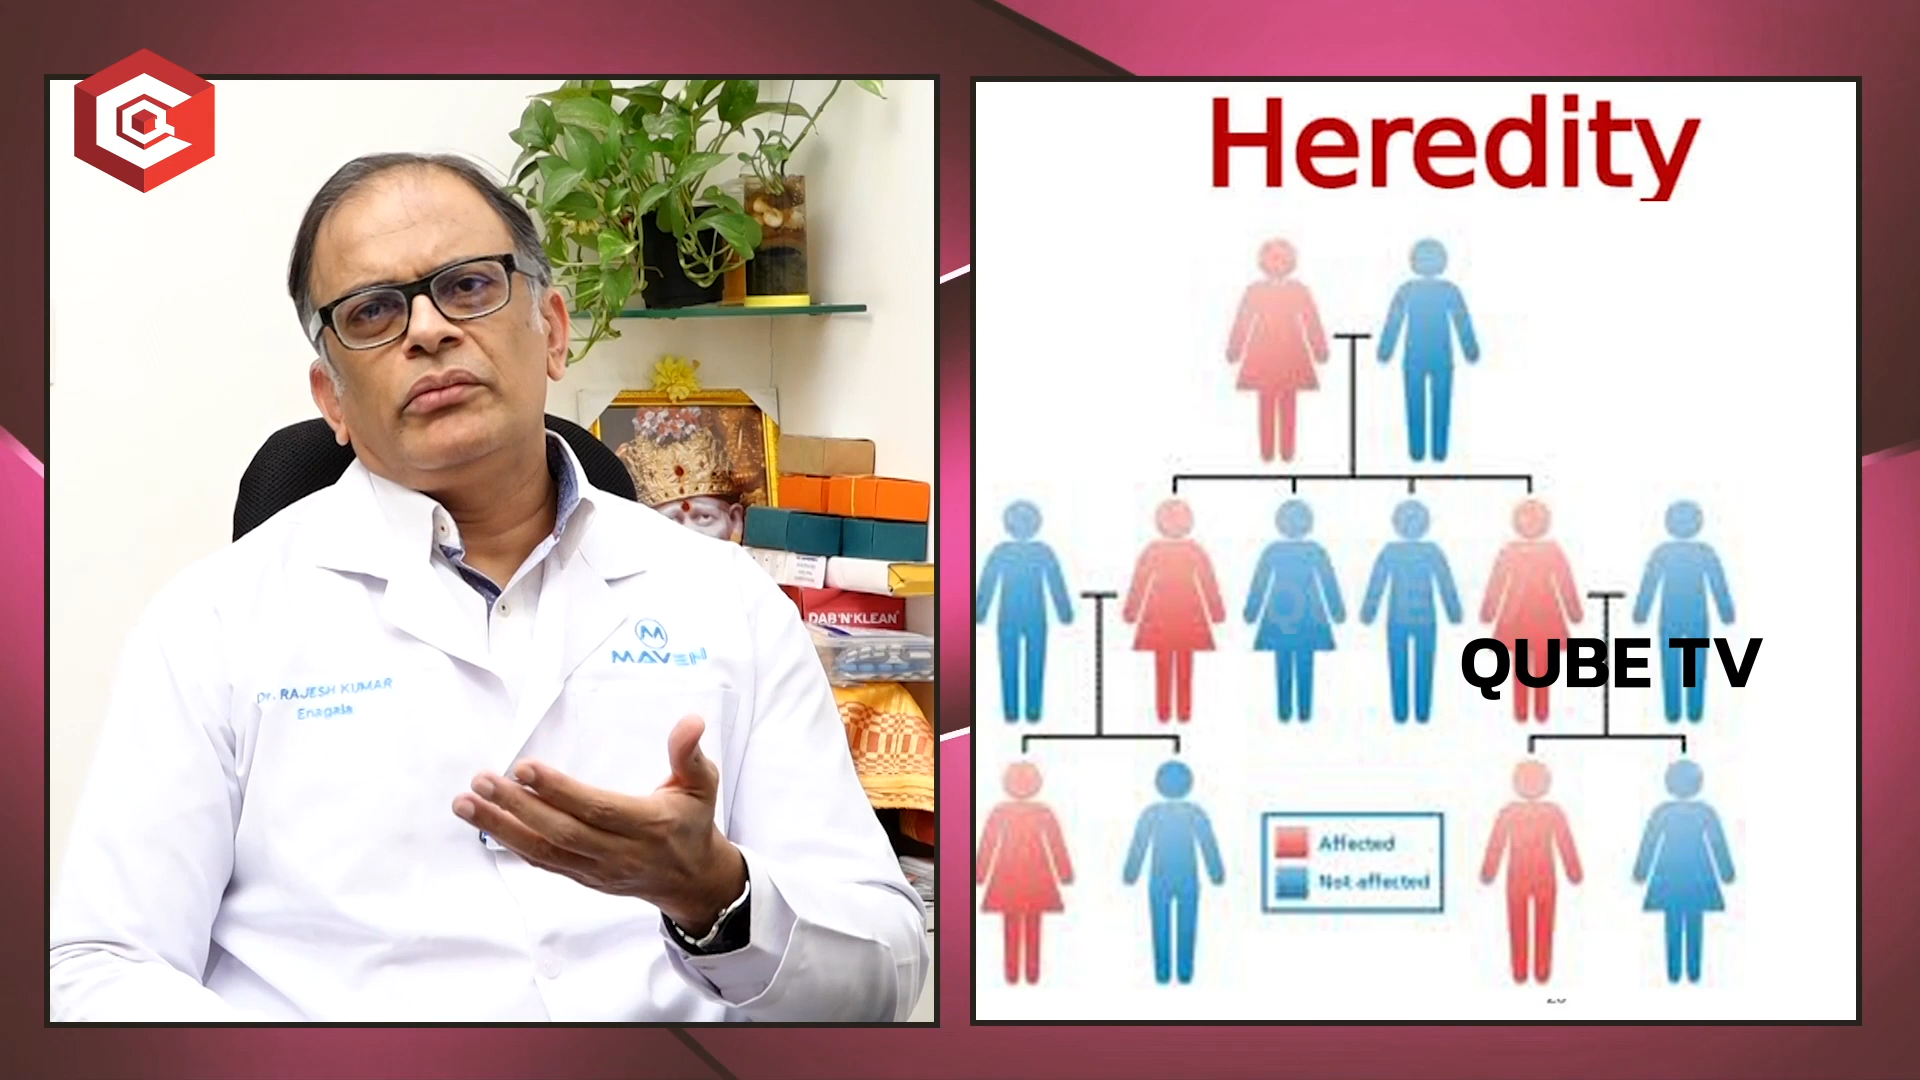 Dr. RAJESH KUMAR
Enagala
MAVEN
DAB'N'KLEAN
Heredity
QUBE TV
Affected
Not affected